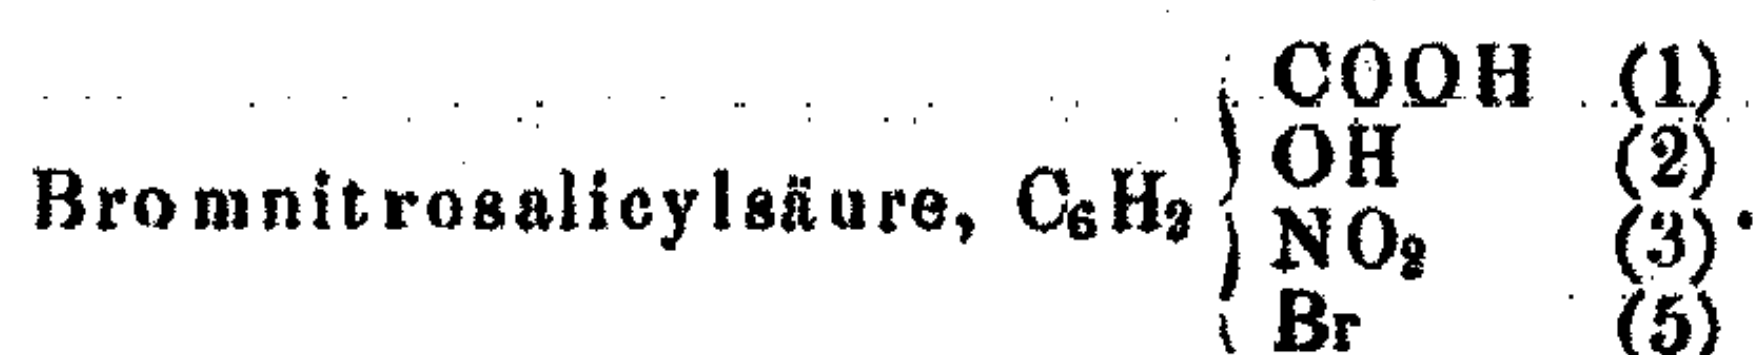 COOH (1)
OH (2)
Bromnitrosalicylsäure, C₆H₂
NO₂ (3).
Br (5)